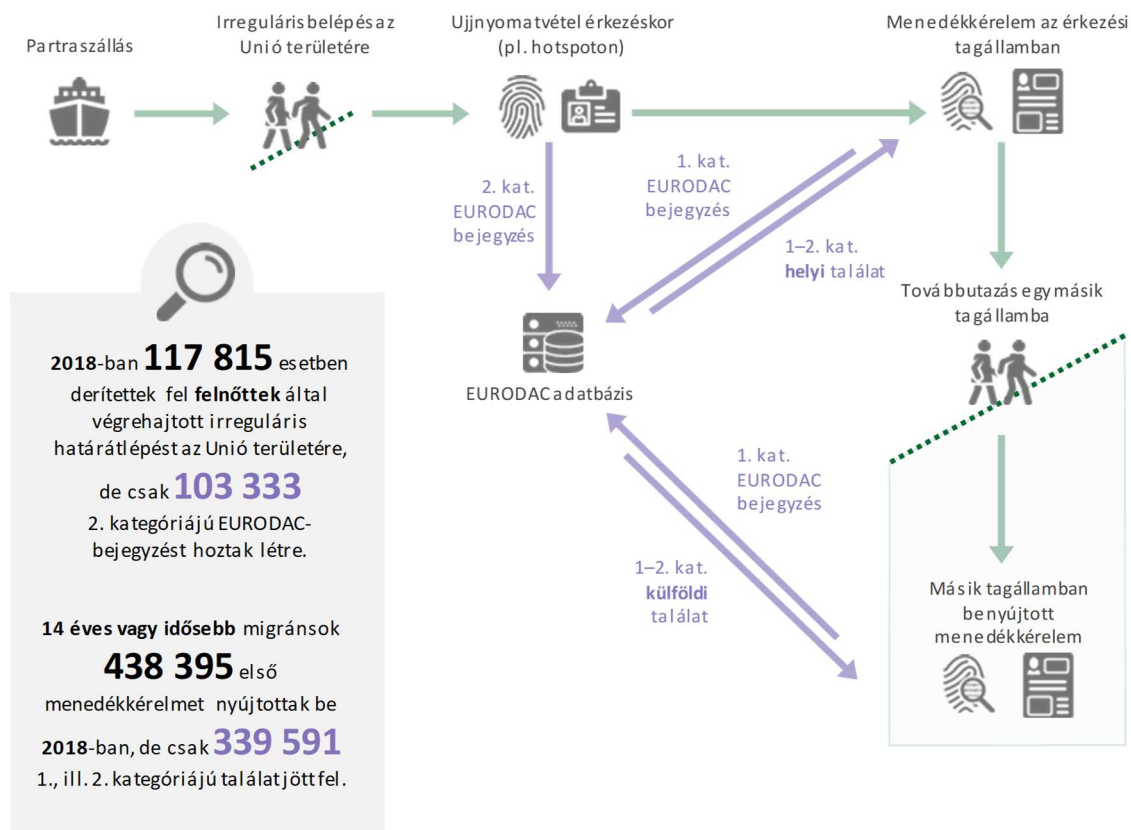 Partraszállás
Irreguláris belépés az
Unió területére
Ujjnyomatvétel érkezéskor
(pl. hotspoton)
Menedékkérelem az érkezési
tagállamban
2. kat.
EURODAC
bejegyzés
1. kat.
EURODAC
bejegyzés
1–2. kat.
helyi találat
Továbbutazás egy másik
tagállamba
EURODAC adatbázis
1. kat.
EURODAC
bejegyzés
1–2. kat.
külföldi
találat
Másik tagállamban
benyújtott
menedékkérelem
2018-ban 117 815 esetben
derítettek fel felnőttek által
végrehajtott irreguláris
határátlépést az Unió területére,
de csak 103 333
2. kategóriájú EURODAC-
bejegyzést hoztak létre.
14 éves vagy idősebb migránsok
438 395 első
menedékkérelmet nyújtottak be
2018-ban, de csak 339 591
1., ill. 2. kategóriájú találat jött fel.